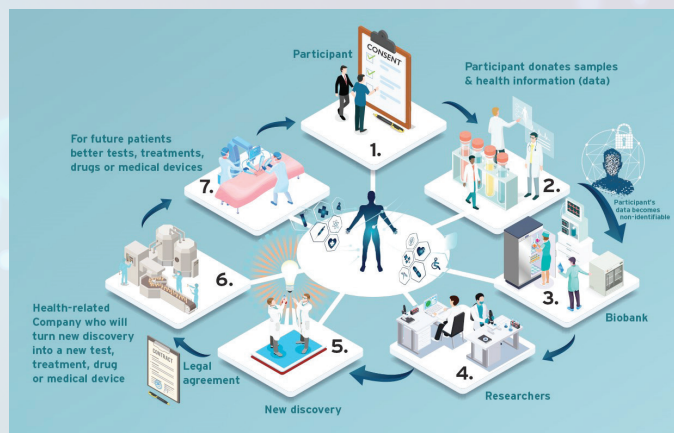 Participant
CONSENT
1.
Participant donates samples
& health information (data)
2.
Participant's
data becomes
non-identifiable
3.
Biobank
4.
Researchers
5.
New discovery
CONTRACT
Legal
agreement
6.
Health-related
Company who will
turn new discovery
into a new test,
treatment, drug
or medical device
7.
For future patients
better tests, treatments,
drugs or medical devices